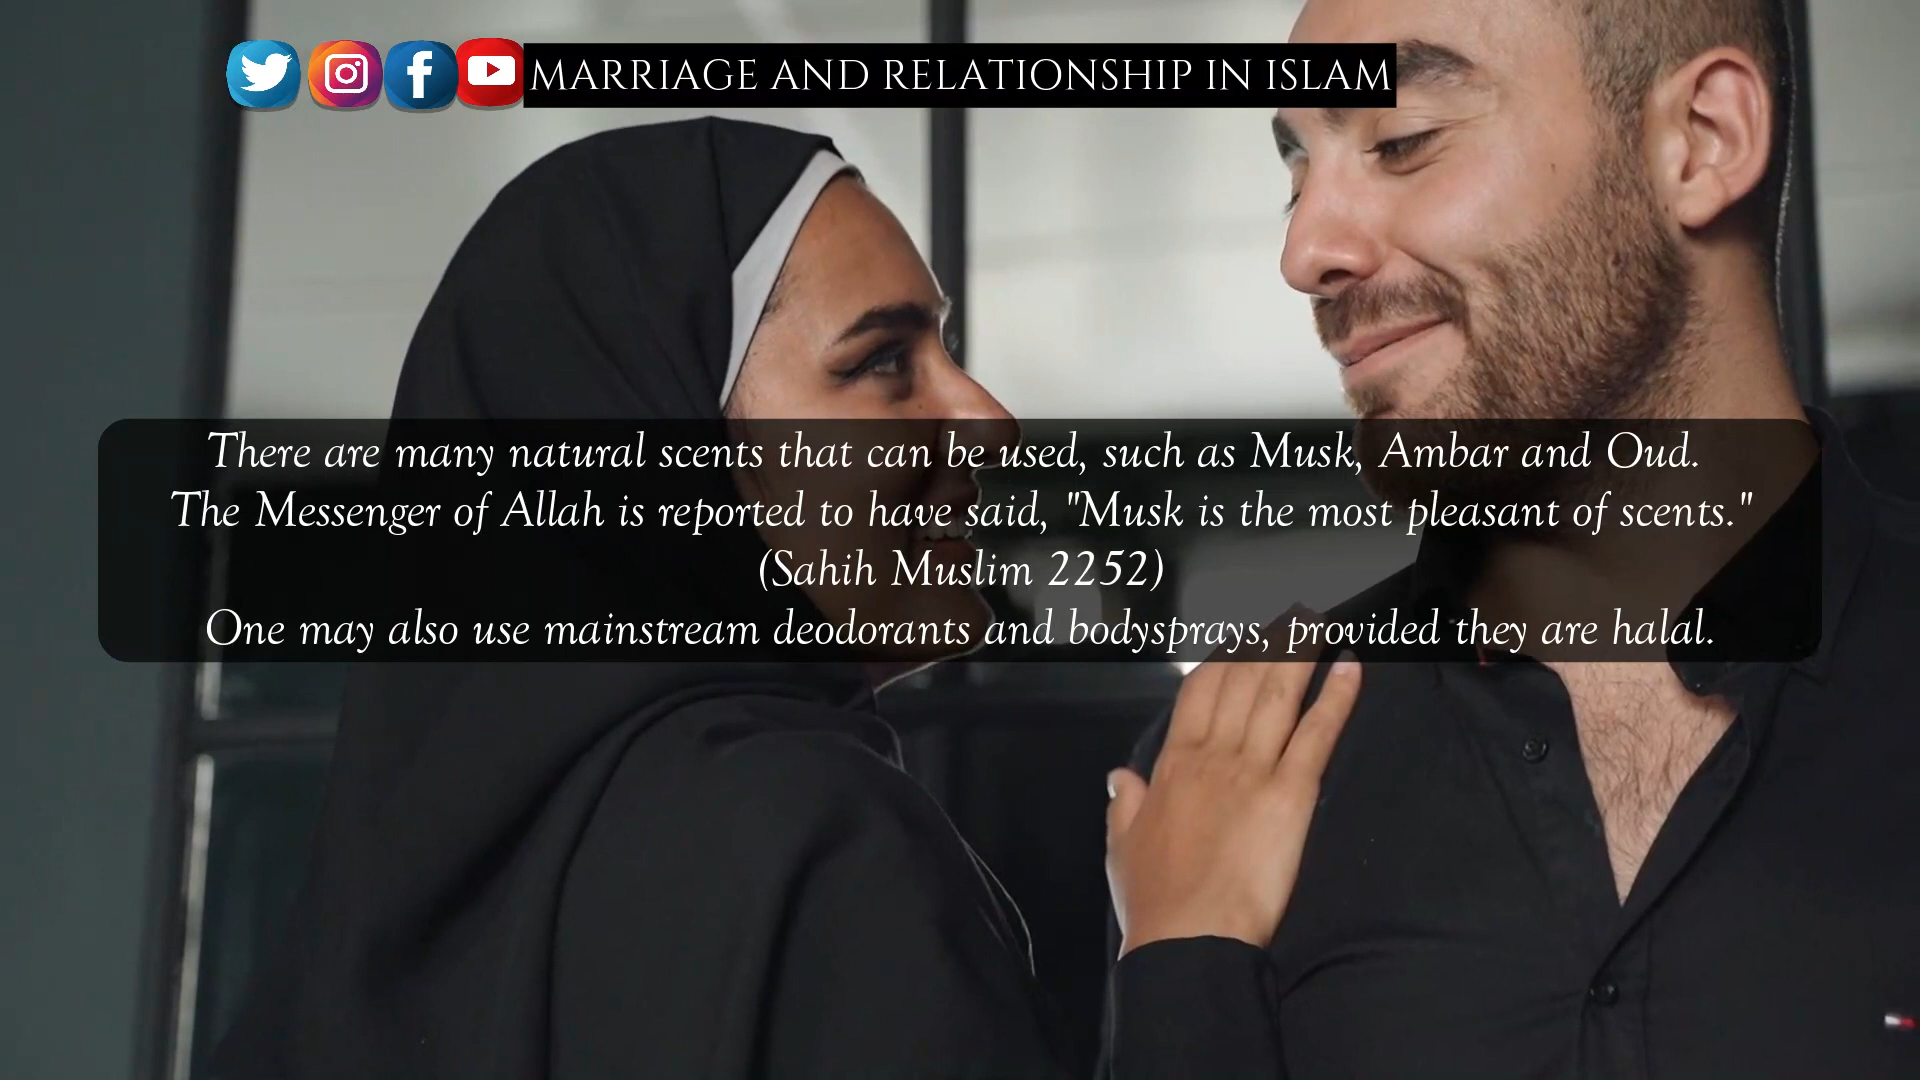 MARRIAGE AND RELATIONSHIP IN ISLAM
There are many natural scents that can be used, such as Musk, Ambar and Oud.
The Messenger of Allah is reported to have said, "Musk is the most pleasant of scents."
(Sahih Muslim 2252)
One may also use mainstream deodorants and bodysprays, provided they are halal.